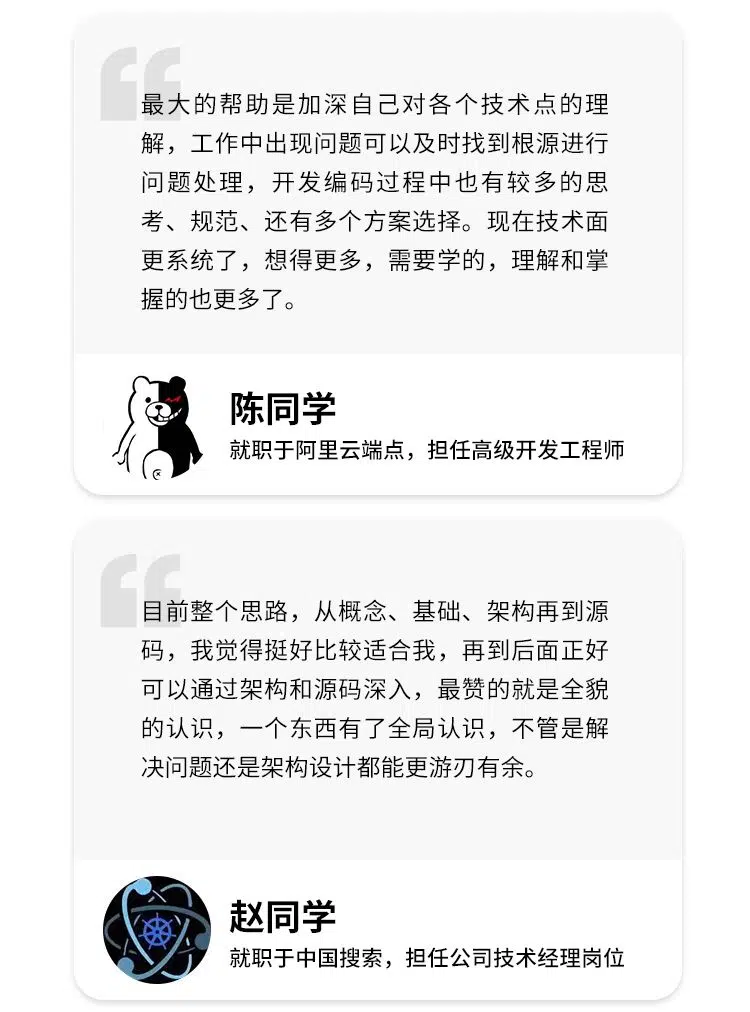 最大的帮助是加深自己对各个技术点的理
解，工作中出现问题可以及时找到根源进行
问题处理，开发编码过程中也有较多的思
考、规范、还有多个方案选择。现在技术面
更系统了，想得更多，需要学的，理解和掌
握的也更多了。
陈同学
就职于阿里云端点，担任高级开发工程师
目前整个思路，从概念、基础、架构再到源
码，我觉得挺好比较适合我，再到后面正好
可以通过架构和源码深入，最赞的就是全貌
的认识，一个东西有了全局认识，不管是解
决问题还是架构设计都能更游刃有余。
赵同学
就职于中国搜索，担任公司技术经理岗位